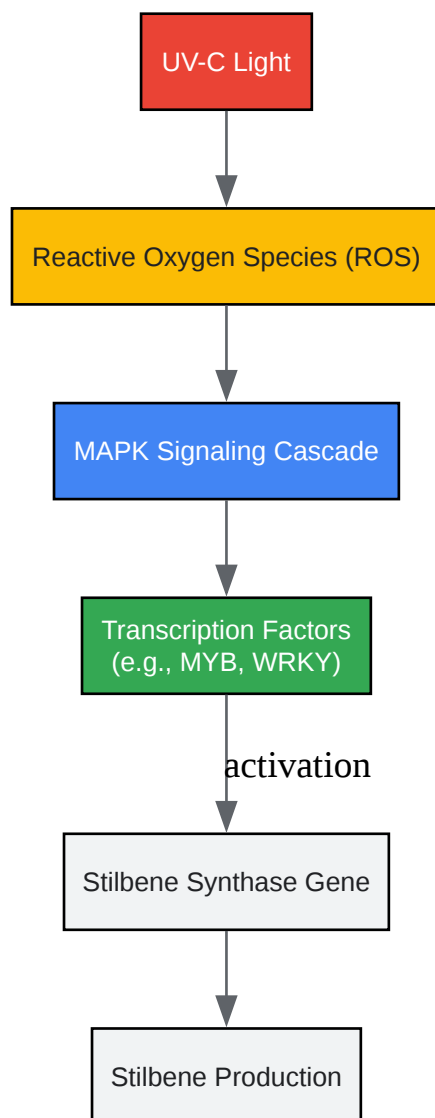 UV-C Light
Reactive Oxygen Species (ROS)
MAPK Signaling Cascade
Transcription Factors
(e.g., MYB, WRKY)
activation
Stilbene Synthase Gene
Stilbene Production